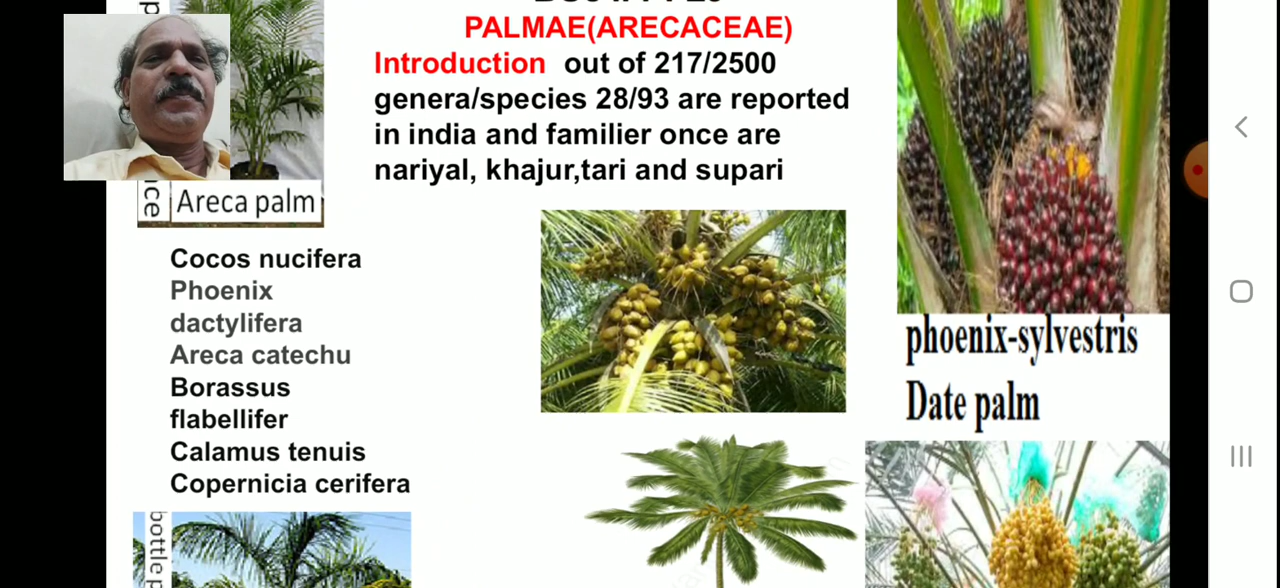 PALMAE(ARECACEAE)
Introduction out of 217/2500
genera/species 28/93 are reported
in india and familier once are
nariyal, khajur,tari and supari
Areca palm
Cocos nucifera
Phoenix
dactylifera
Areca catechu
Borassus
flabellifer
Calamus tenuis
Copernicia cerifera
phoenix-sylvestris
Date palm
bottle